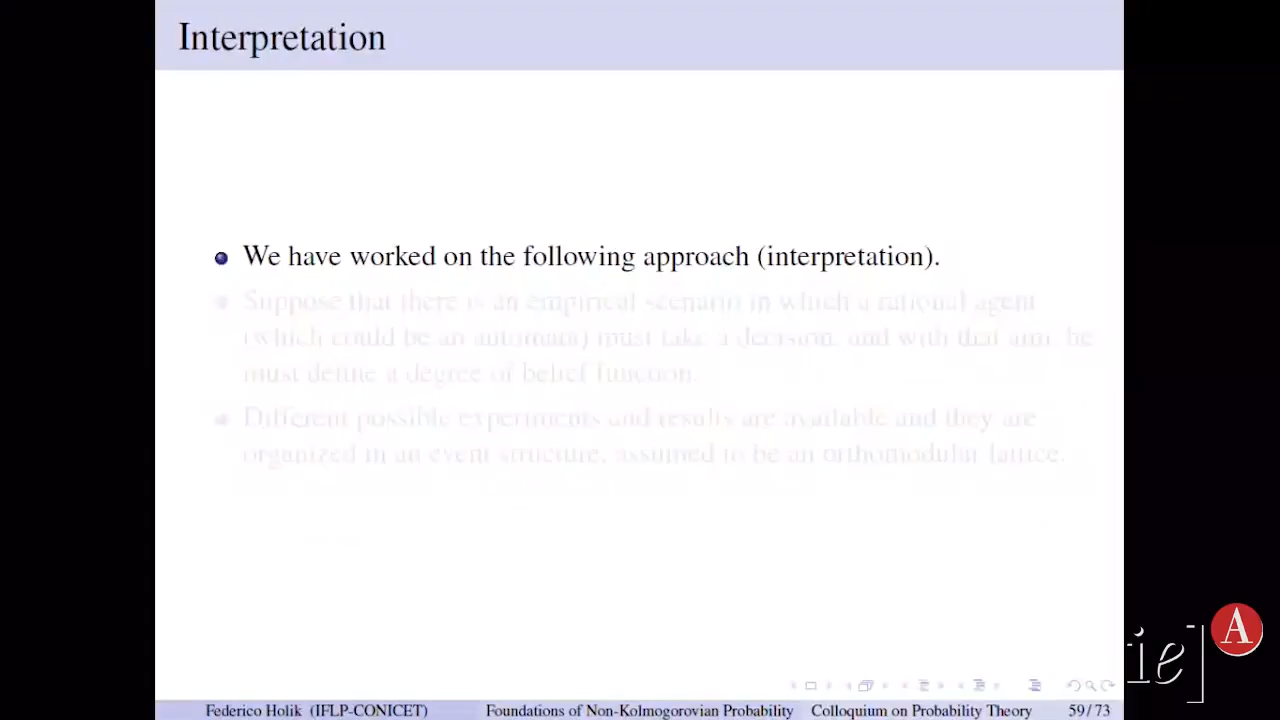 Interpretation
We have worked on the following approach (interpretation).
Suppose that there is an empirical scenario in which a rational agent
(which could be an automata) must take a decision, and with that aim, he
must define a degree of belief function.
Different possible experiments and results are available and they are
organized in an event structure, assumed to be an orthomodular lattice.
ie]
A
Federico Holik (IFLP-CONICET) Foundations of Non-Kolmogorovian Probability Colloquium on Probability Theory 59/73